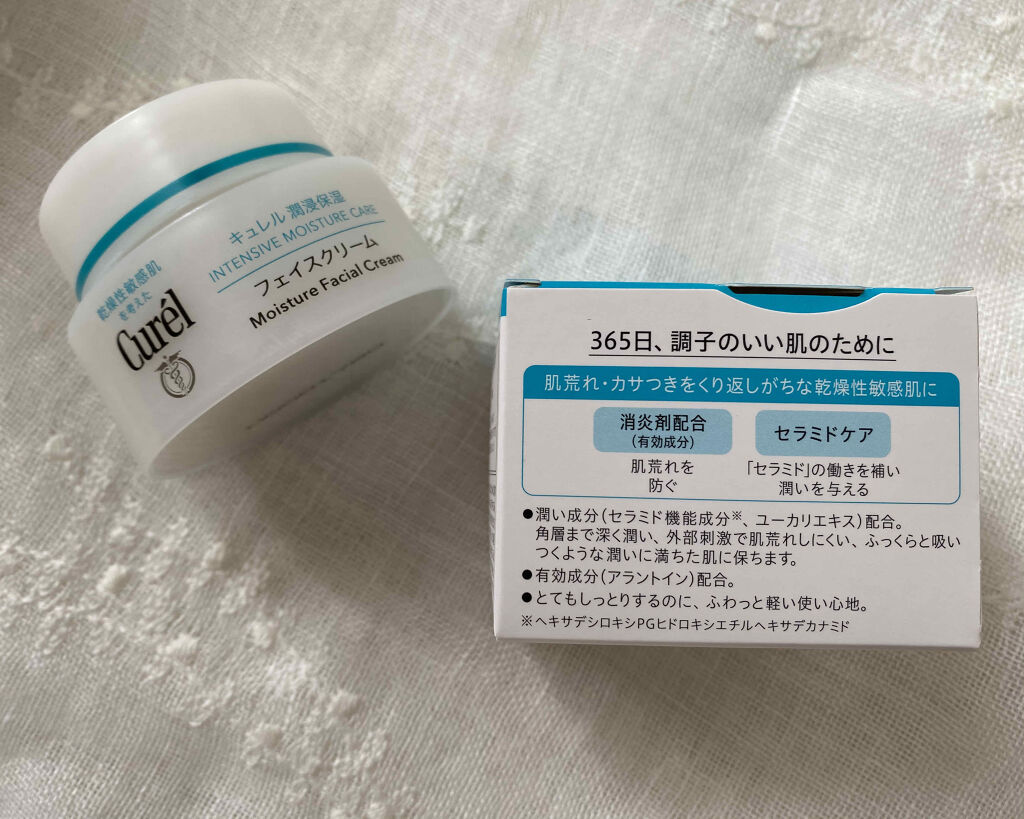 キュレル 潤浸保湿
INTENSIVE MOISTURE CARE
フェイスクリーム
Moisture Facial Cream
乾燥性敏感肌
を考えた
Curél
365日、調子のいい肌のために
肌荒れ・カサつきをくり返しがちな乾燥性敏感肌に
消炎剤配合
(有効成分)
肌荒れを
防ぐ
セラミドケア
「セラミド」の働きを補い
潤いを与える
●潤い成分(セラミド機能成分※、ユーカリエキス)配合。
角層まで深く潤い、外部刺激で肌荒れしにくい、ふっくらと吸い
つくような潤いに満ちた肌に保ちます。
●有効成分(アラントイン)配合。
●とてもしっとりするのに、ふわっと軽い使い心地。
※ヘキサデシロキシPGヒドロキシエチルヘキサデカナミド